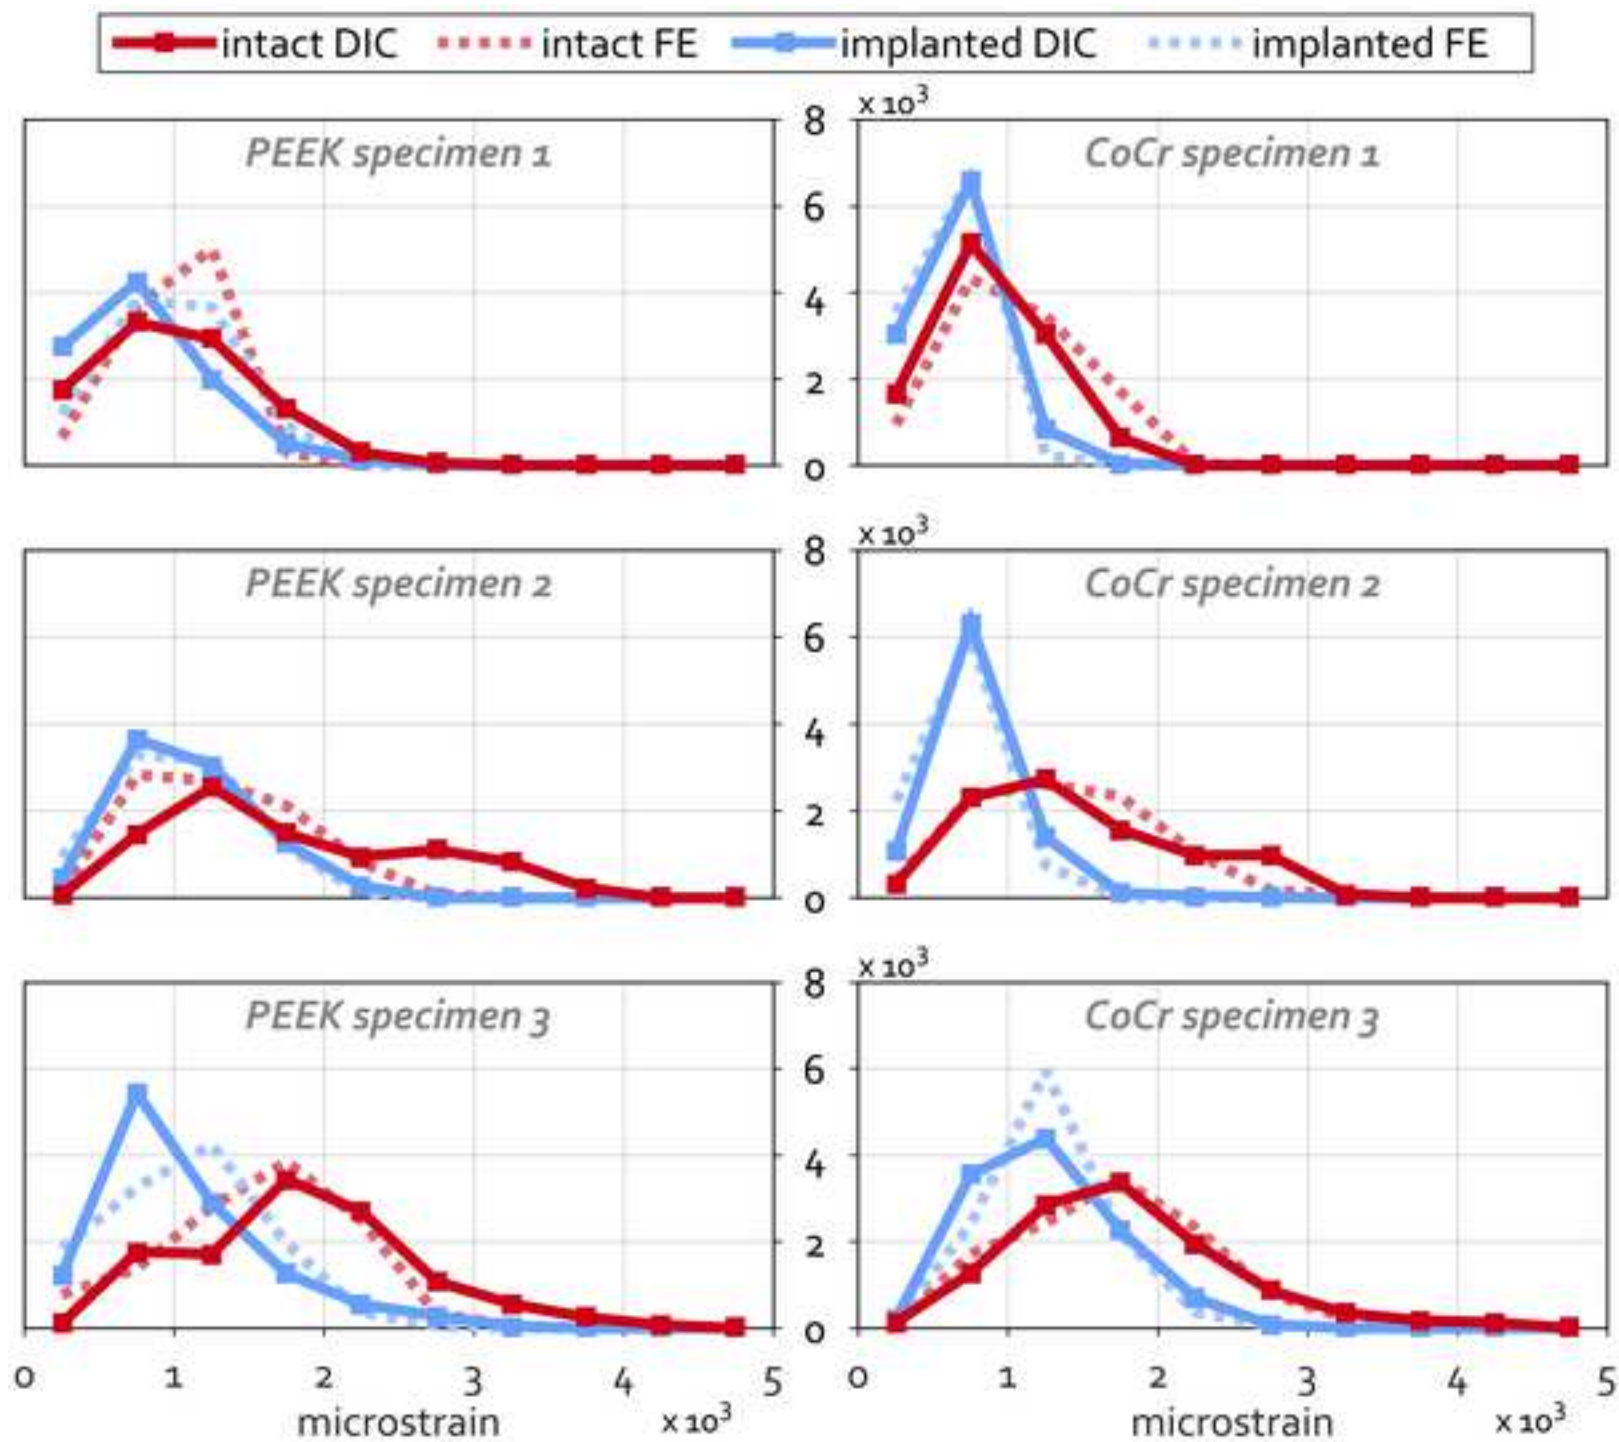 intact DIC intact FE implanted DIC implanted FE
8 x 10³
PEEK specimen 1 CoCr specimen 1
6
4
2
0
8 x 10³
PEEK specimen 2 CoCr specimen 2
6
4
2
0
8 x 10³
PEEK specimen 3 CoCr specimen 3
6
4
2
0
0 1 2 3 4 5 0 1 2 3 4 5
microstrain x 10³ microstrain x 10³